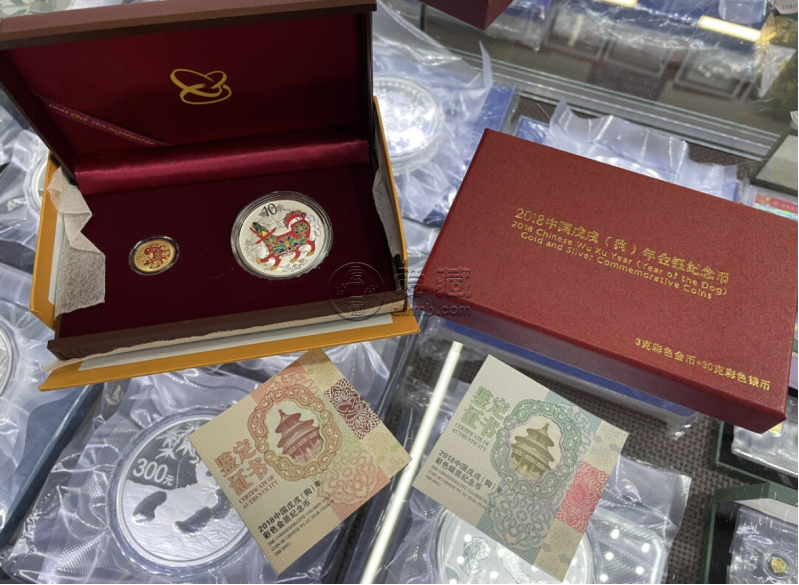 10
2018中国戊戌（狗）年金银纪念币
2018 Chinese Wu Xu Year (Year of the Dog)
Gold and Silver Commemorative Coins
3克彩色金币+30克彩色银币
鉴定
证书
CERTIFICATE OF
AUTHENTICITY
2018中国戊戌（狗）年
彩色金质纪念币
THE DOG)
鉴定
证书
CERTIFICATE OF
AUTHENTICITY
2018中国戊戌（狗）年
彩色银质纪念币
300元